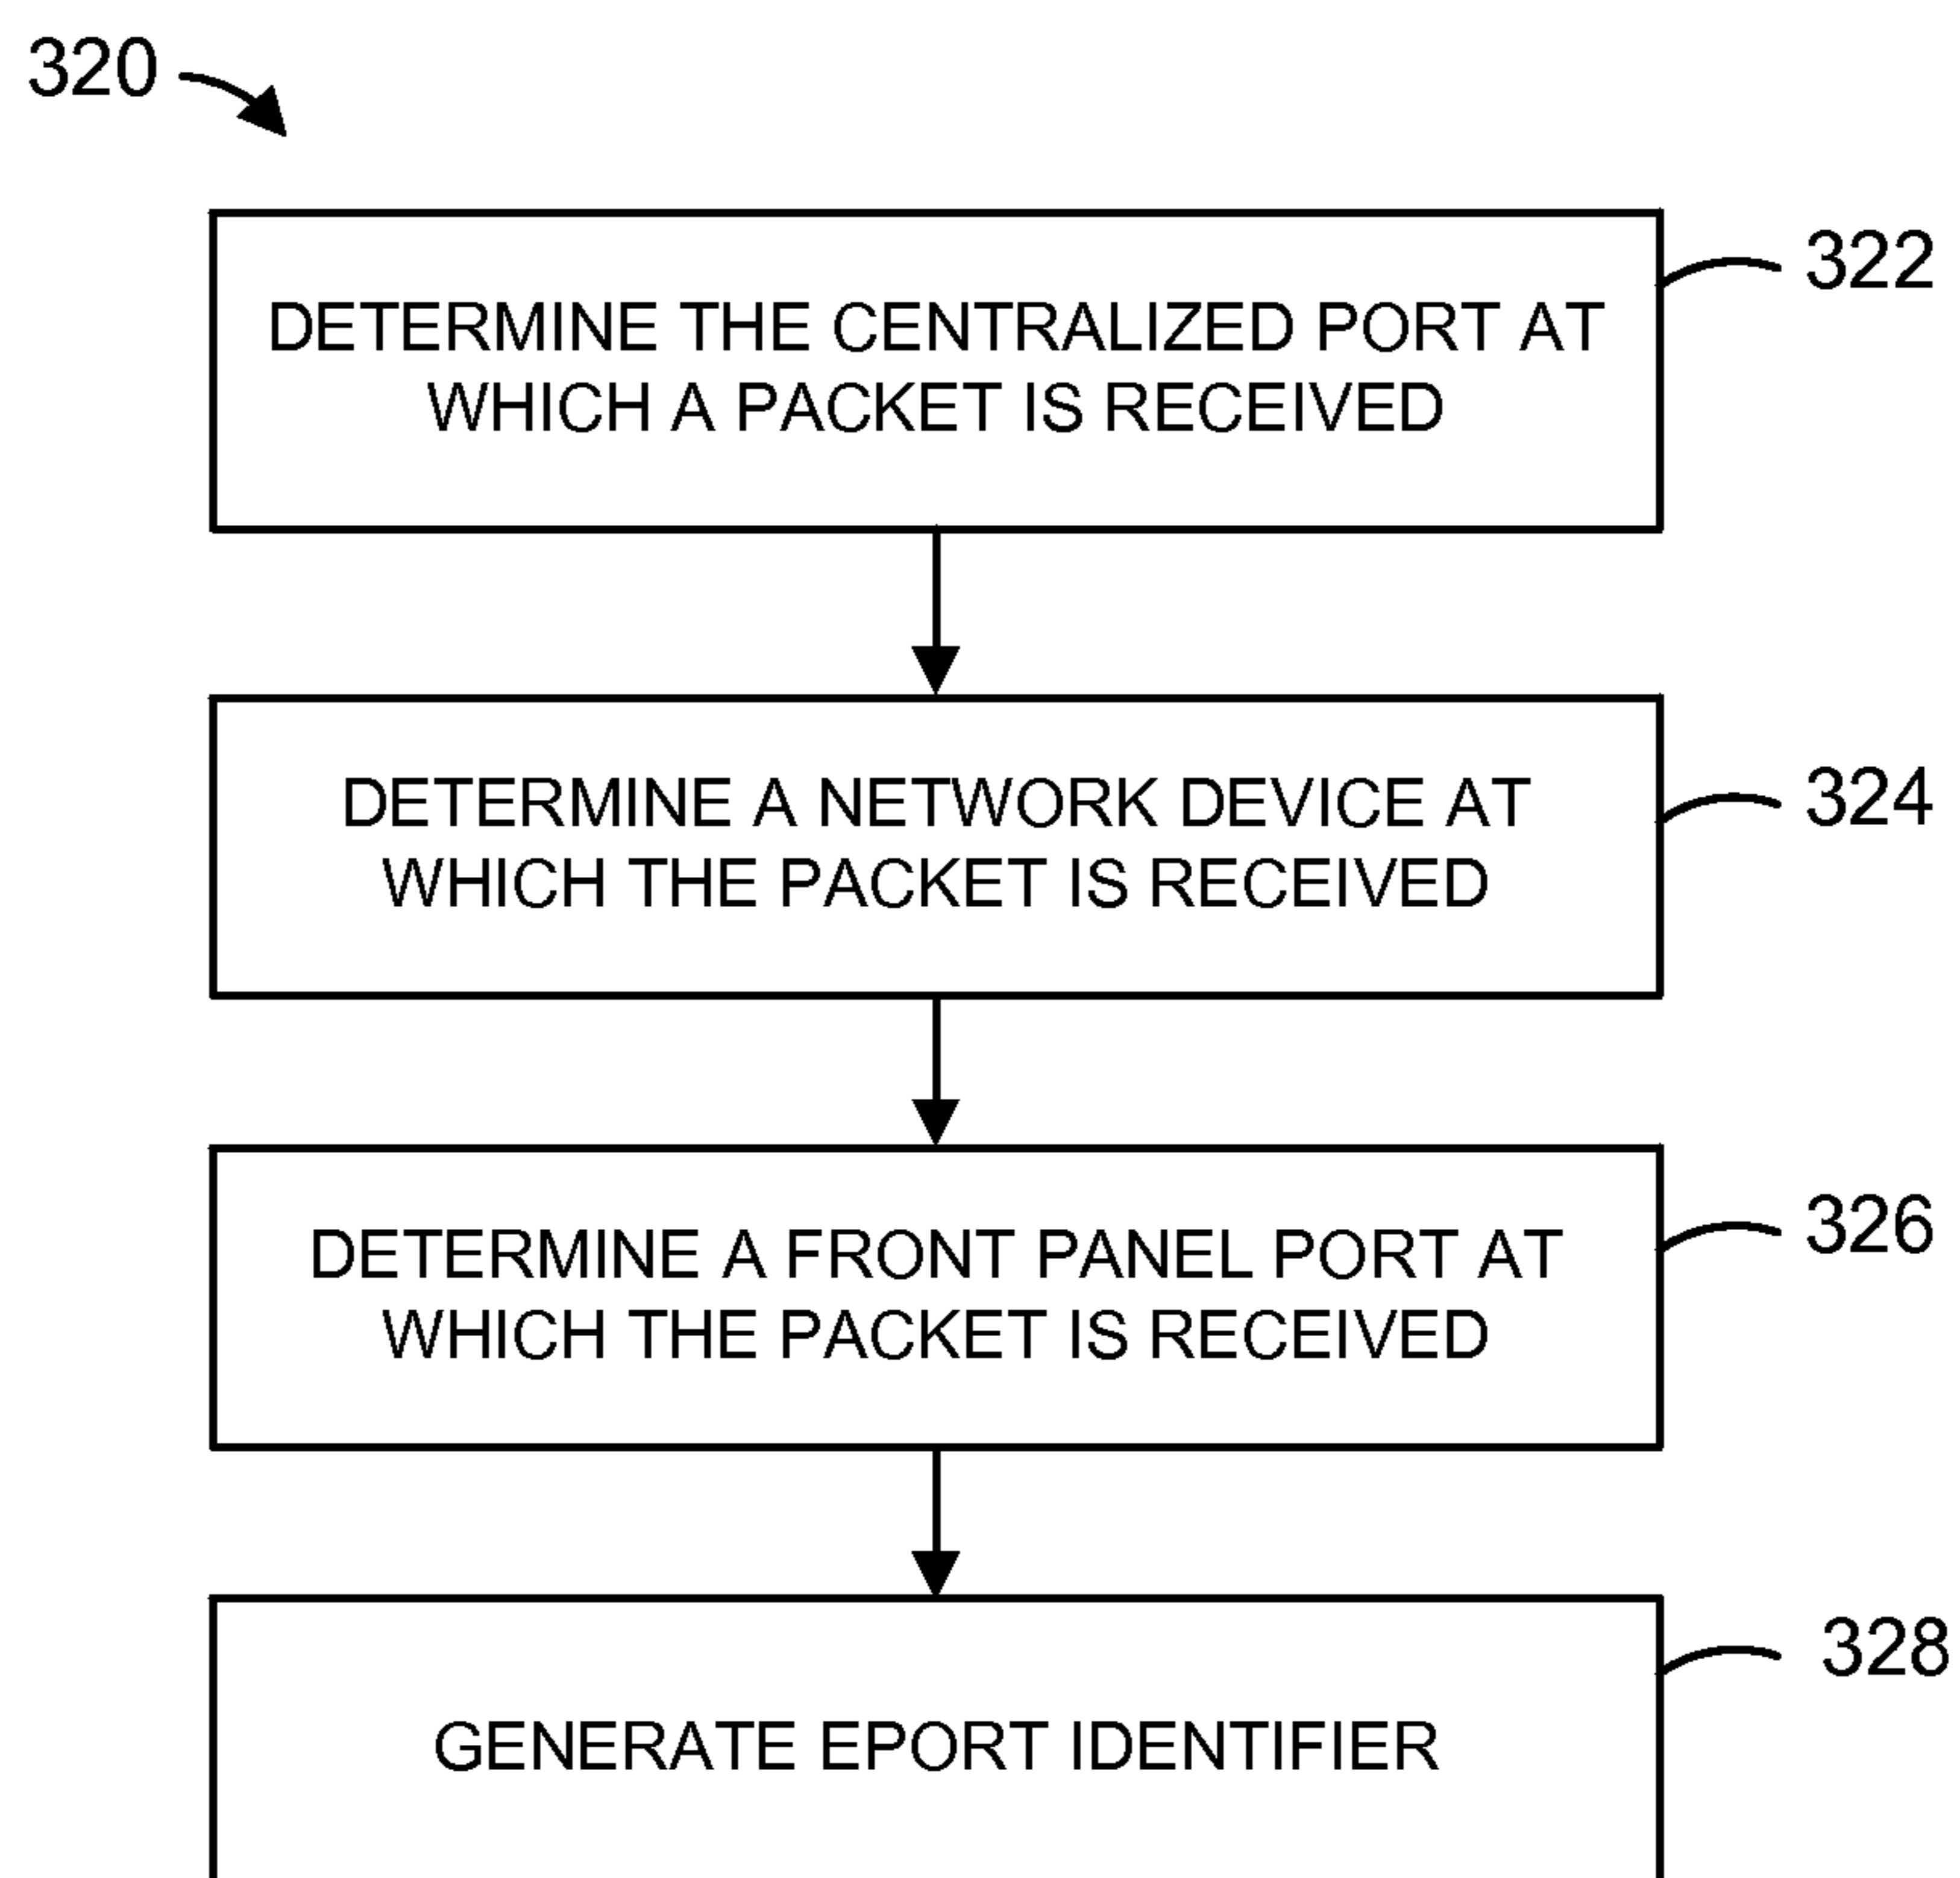 320
322
DETERMINE THE CENTRALIZED PORT AT
WHICH A PACKET IS RECEIVED
324
DETERMINE A NETWORK DEVICE AT
WHICH THE PACKET IS RECEIVED
326
DETERMINE A FRONT PANEL PORT AT
WHICH THE PACKET IS RECEIVED
328
GENERATE EPORT IDENTIFIER